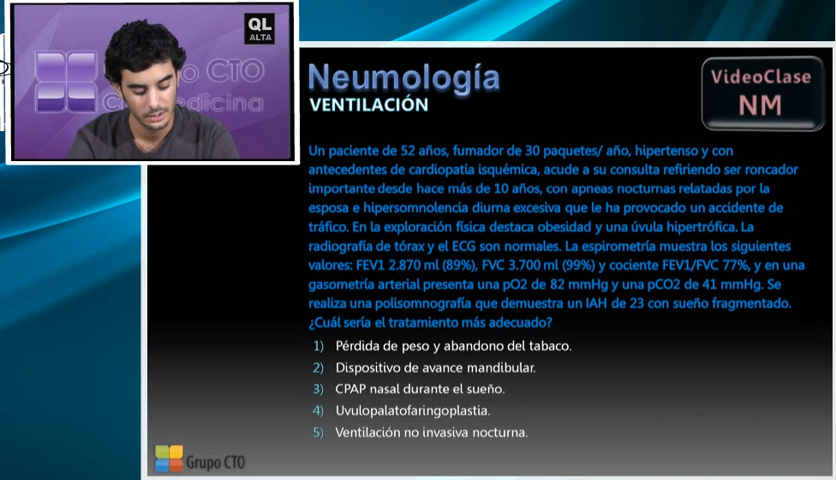 QL
ALTA
o CTO
dicina
Neumología
VENTILACIÓN
VideoClase
NM
Un paciente de 52 años, fumador de 30 paquetes/ año, hipertenso y con
antecedentes de cardiopatía isquémica, acude a su consulta refiriendo ser roncador
importante desde hace más de 10 años, con apneas nocturnas relatadas por la
esposa e hipersomnolencia diurna excesiva que le ha provocado un accidente de
tráfico. En la exploración física destaca obesidad y una úvula hipertrófica. La
radiografía de tórax y el ECG son normales. La espirometría muestra los siguientes
valores: FEV1 2.870 ml (89%), FVC 3.700 ml (99%) y cociente FEV1/FVC 77%, y en una
gasometría arterial presenta una pO2 de 82 mmHg y una pCO2 de 41 mmHg. Se
realiza una polisomnografía que demuestra un IAH de 23 con sueño fragmentado.
¿Cuál sería el tratamiento más adecuado?
1) Pérdida de peso y abandono del tabaco.
2) Dispositivo de avance mandibular.
3) CPAP nasal durante el sueño.
4) Uvulopalatofaringoplastia.
5) Ventilación no invasiva nocturna.
Grupo CTO